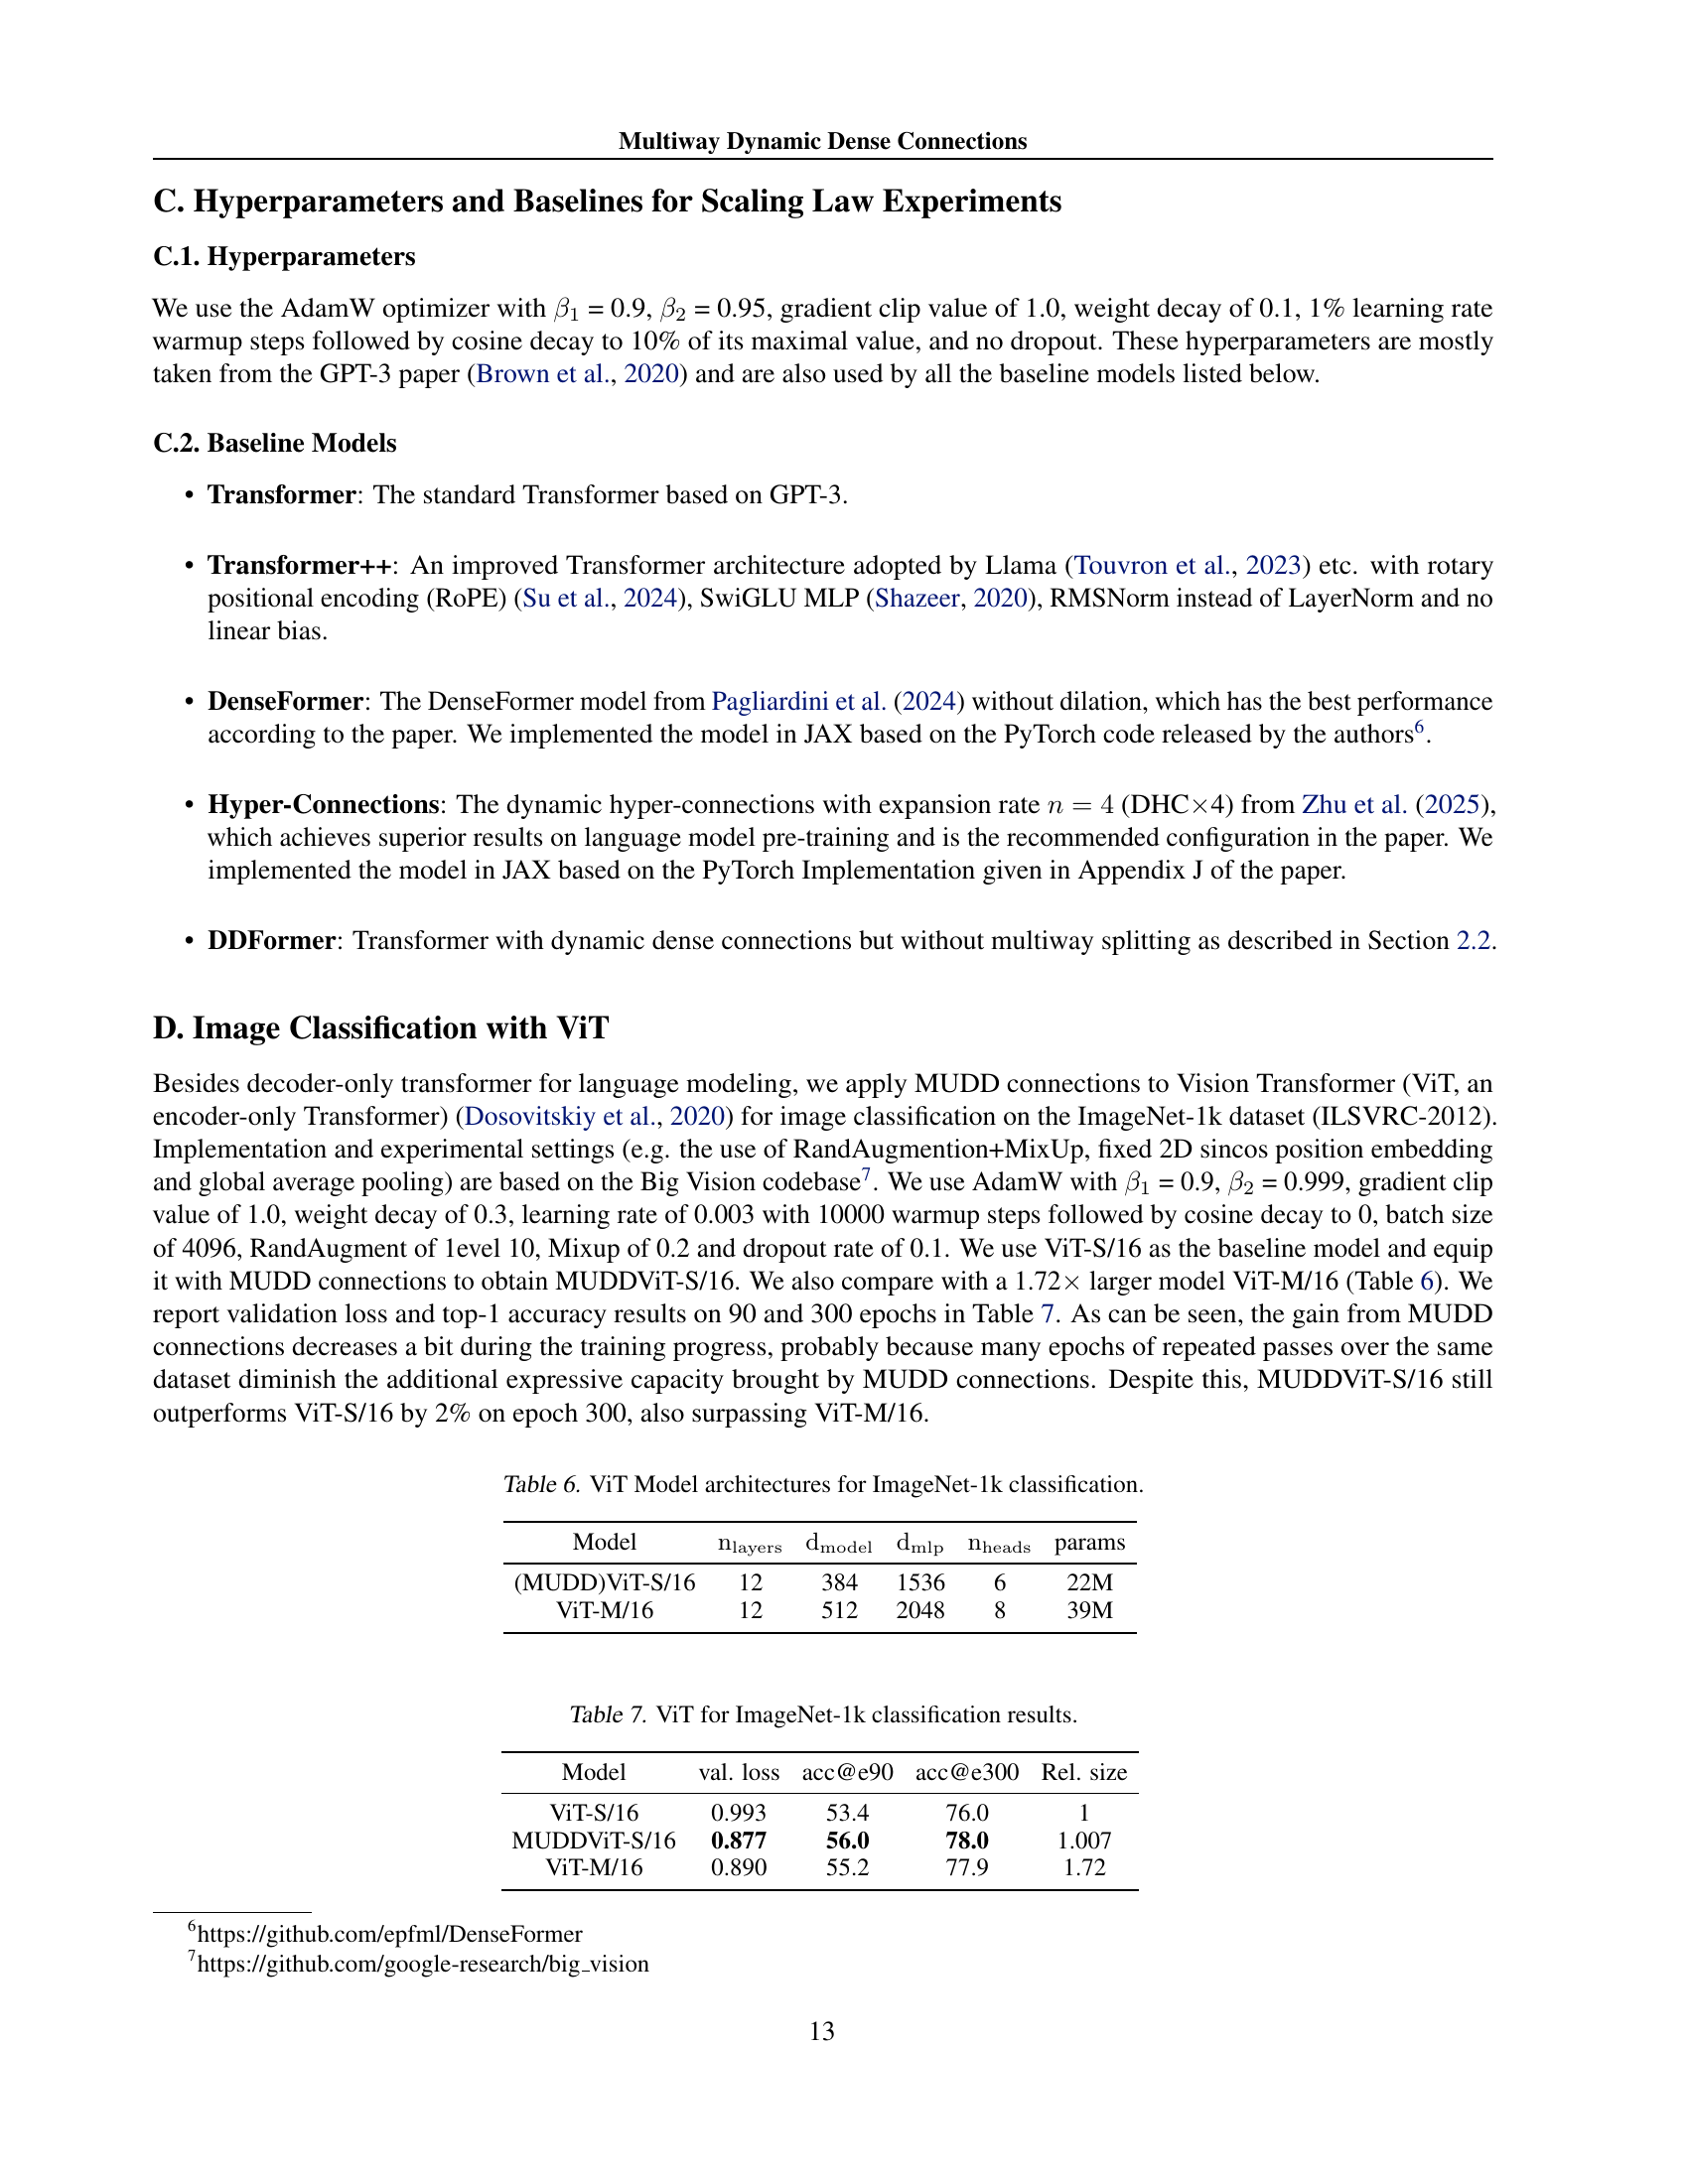 Multiway Dynamic Dense Connections
C. Hyperparameters and Baselines for Scaling Law Experiments
C.1. Hyperparameters
We use the AdamW optimizer with β1 = 0.9, β2 = 0.95, gradient clip value of 1.0, weight decay of 0.1, 1% learning rate
warmup steps followed by cosine decay to 10% of its maximal value, and no dropout. These hyperparameters are mostly
taken from the GPT-3 paper (Brown et al., 2020) and are also used by all the baseline models listed below.
C.2. Baseline Models
• Transformer: The standard Transformer based on GPT-3.
• Transformer++: An improved Transformer architecture adopted by Llama (Touvron et al., 2023) etc. with rotary
positional encoding (RoPE) (Su et al., 2024), SwiGLU MLP (Shazeer, 2020), RMSNorm instead of LayerNorm and no
linear bias.
• DenseFormer: The DenseFormer model from Pagliardini et al. (2024) without dilation, which has the best performance
according to the paper. We implemented the model in JAX based on the PyTorch code released by the authors6.
• Hyper-Connections: The dynamic hyper-connections with expansion rate n = 4 (DHC×4) from Zhu et al. (2025),
which achieves superior results on language model pre-training and is the recommended configuration in the paper. We
implemented the model in JAX based on the PyTorch Implementation given in Appendix J of the paper.
• DDFormer: Transformer with dynamic dense connections but without multiway splitting as described in Section 2.2.
D. Image Classification with ViT
Besides decoder-only transformer for language modeling, we apply MUDD connections to Vision Transformer (ViT, an
encoder-only Transformer) (Dosovitskiy et al., 2020) for image classification on the ImageNet-1k dataset (ILSVRC-2012).
Implementation and experimental settings (e.g. the use of RandAugmention+MixUp, fixed 2D sincos position embedding
and global average pooling) are based on the Big Vision codebase7. We use AdamW with β1 = 0.9, β2 = 0.999, gradient clip
value of 1.0, weight decay of 0.3, learning rate of 0.003 with 10000 warmup steps followed by cosine decay to 0, batch size
of 4096, RandAugment of 1evel 10, Mixup of 0.2 and dropout rate of 0.1. We use ViT-S/16 as the baseline model and equip
it with MUDD connections to obtain MUDDViT-S/16. We also compare with a 1.72× larger model ViT-M/16 (Table 6). We
report validation loss and top-1 accuracy results on 90 and 300 epochs in Table 7. As can be seen, the gain from MUDD
connections decreases a bit during the training progress, probably because many epochs of repeated passes over the same
dataset diminish the additional expressive capacity brought by MUDD connections. Despite this, MUDDViT-S/16 still
outperforms ViT-S/16 by 2% on epoch 300, also surpassing ViT-M/16.
Table 6. ViT Model architectures for ImageNet-1k classification.
Model nlayers dmodel dmlp nheads params
(MUDD)ViT-S/16 12 384 1536 6 22M
ViT-M/16 12 512 2048 8 39M
Table 7. ViT for ImageNet-1k classification results.
Model val. loss acc@e90 acc@e300 Rel. size
ViT-S/16 0.993 53.4 76.0 1
MUDDViT-S/16 0.877 56.0 78.0 1.007
ViT-M/16 0.890 55.2 77.9 1.72
6https://github.com/epfml/DenseFormer
7https://github.com/google-research/big_vision
13